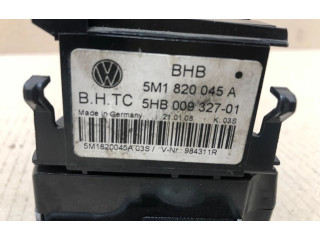 BHB
5M1 820 045 A
B.H.TC 5HB 009 327-01
Made in Germany 21.01.08 K. 03S
5M1820045A 03S / V-Nr.: 984311R